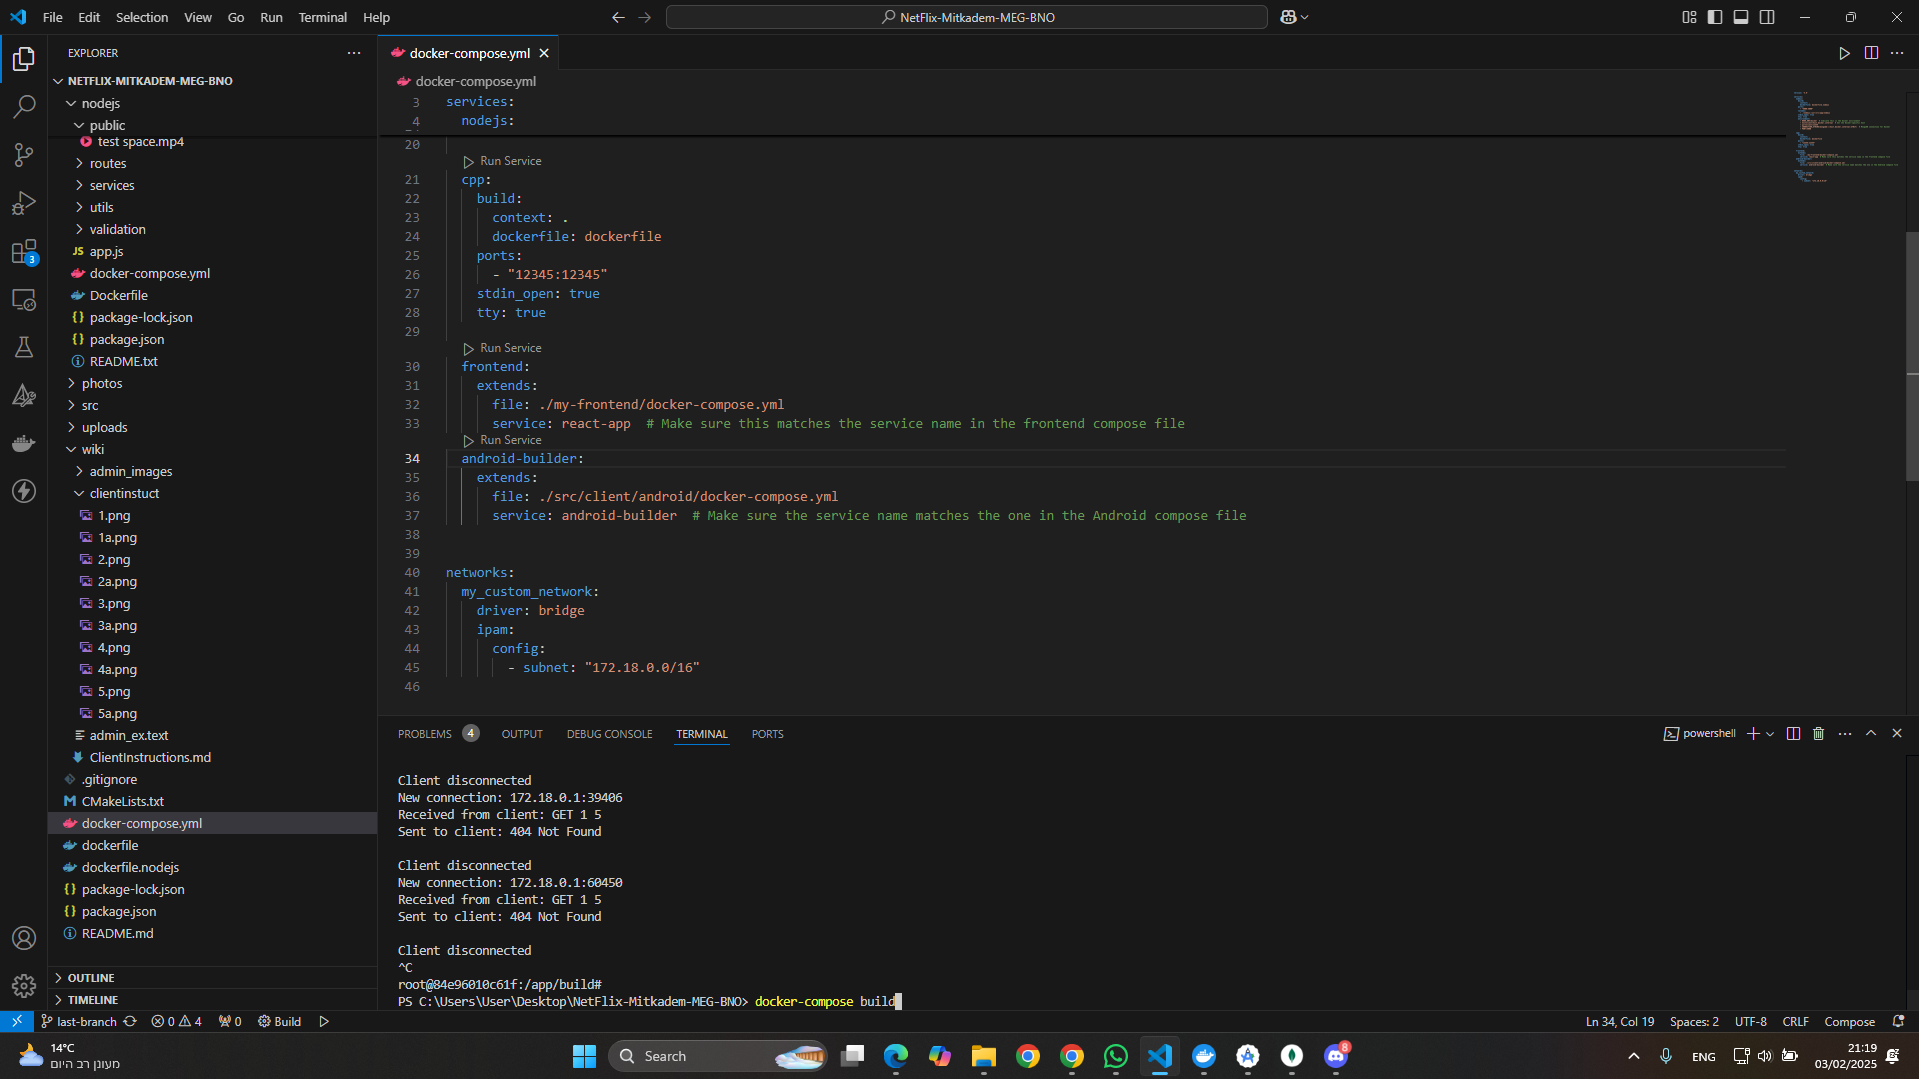 File Edit Selection View Go Run Terminal Help
NetFlix-Mitkadem-MEG-BNO
EXPLORER
NETFLIX-MITKADEM-MEG-BNO
nodejs
public
test space.mp4
routes
services
utils
validation
JS app.js
docker-compose.yml
Dockerfile
{} package-lock.json
{} package.json
README.txt
photos
src
uploads
wiki
admin_images
clientinstuct
1.png
1a.png
2.png
2a.png
3.png
3a.png
4.png
4a.png
5.png
5a.png
admin_ex.text
ClientInstructions.md
.gitignore
M CMakeLists.txt
docker-compose.yml
dockerfile
dockerfile.nodejs
{} package-lock.json
{} package.json
README.md
OUTLINE
TIMELINE
3
docker-compose.yml
docker-compose.yml
3 services:
4 nodejs:
20
Run Service
21 cpp:
22 build:
23 context: .
24 dockerfile: dockerfile
25 ports:
26 - "12345:12345"
27 stdin_open: true
28 tty: true
29
Run Service
30 frontend:
31 extends:
32 file: ./my-frontend/docker-compose.yml
33 service: react-app # Make sure this matches the service name in the frontend compose file
Run Service
34 android-builder:
35 extends:
36 file: ./src/client/android/docker-compose.yml
37 service: android-builder # Make sure the service name matches the one in the Android compose file
38
39
40 networks:
41 my_custom_network:
42 driver: bridge
43 ipam:
44 config:
45 - subnet: "172.18.0.0/16"
46
PROBLEMS 4 OUTPUT DEBUG CONSOLE TERMINAL PORTS
powershell
Client disconnected
New connection: 172.18.0.1:39406
Received from client: GET 1 5
Sent to client: 404 Not Found
Client disconnected
New connection: 172.18.0.1:60450
Received from client: GET 1 5
Sent to client: 404 Not Found
Client disconnected
^C
root@84e96010c61f:/app/build#
PS C:\Users\User\Desktop\NetFlix-Mitkadem-MEG-BNO> docker-compose build
last-branch 0 4 0 Build
Ln 34, Col 19 Spaces: 2 UTF-8 CRLF Compose
14°C
מעונן רב היום
Search
8
ENG
21:19
03/02/2025